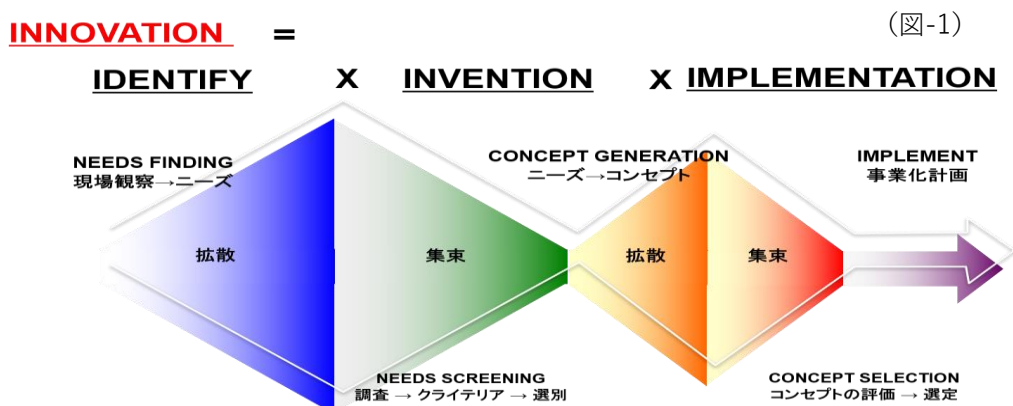 INNOVATION =
(図-1)
IDENTIFY X INVENTION X IMPLEMENTATION
NEEDS FINDING
現場観察→ニーズ
CONCEPT GENERATION
ニーズ→コンセプト
IMPLEMENT
事業化計画
拡散
集束
拡散
集束
NEEDS SCREENING
調査 → クライテリア → 選別
CONCEPT SELECTION
コンセプトの評価 → 選定